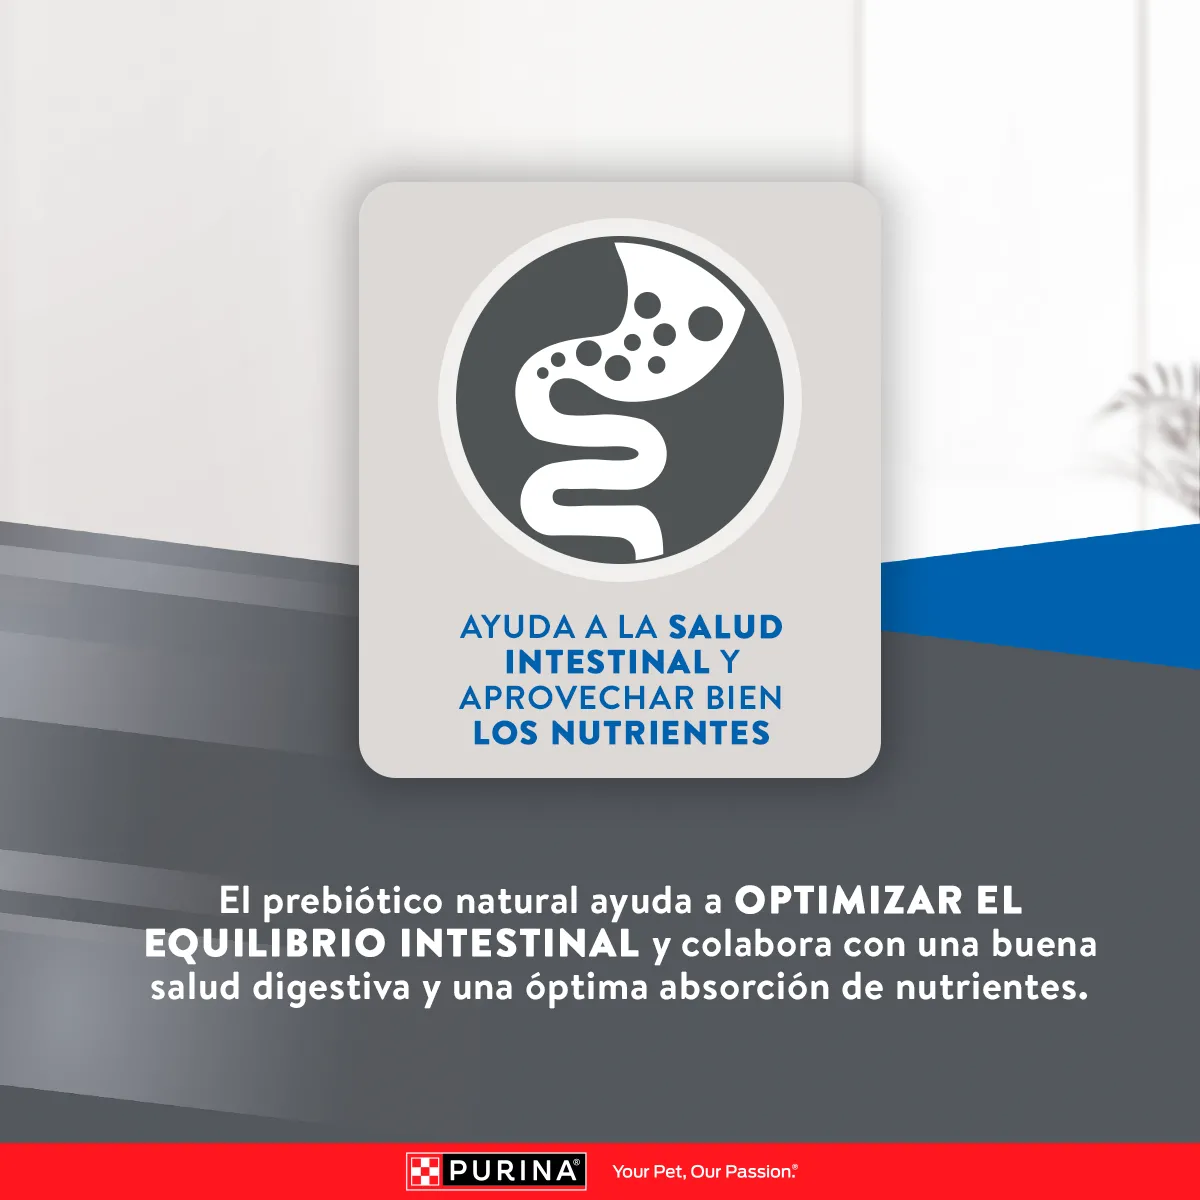 AYUDA A LA SALUD
INTESTINAL Y
APROVECHAR BIEN
LOS NUTRIENTES
El prebiótico natural ayuda a OPTIMIZAR EL
EQUILIBRIO INTESTINAL y colabora con una buena
salud digestiva y una óptima absorción de nutrientes.
PURINA® Your Pet, Our Passion.®